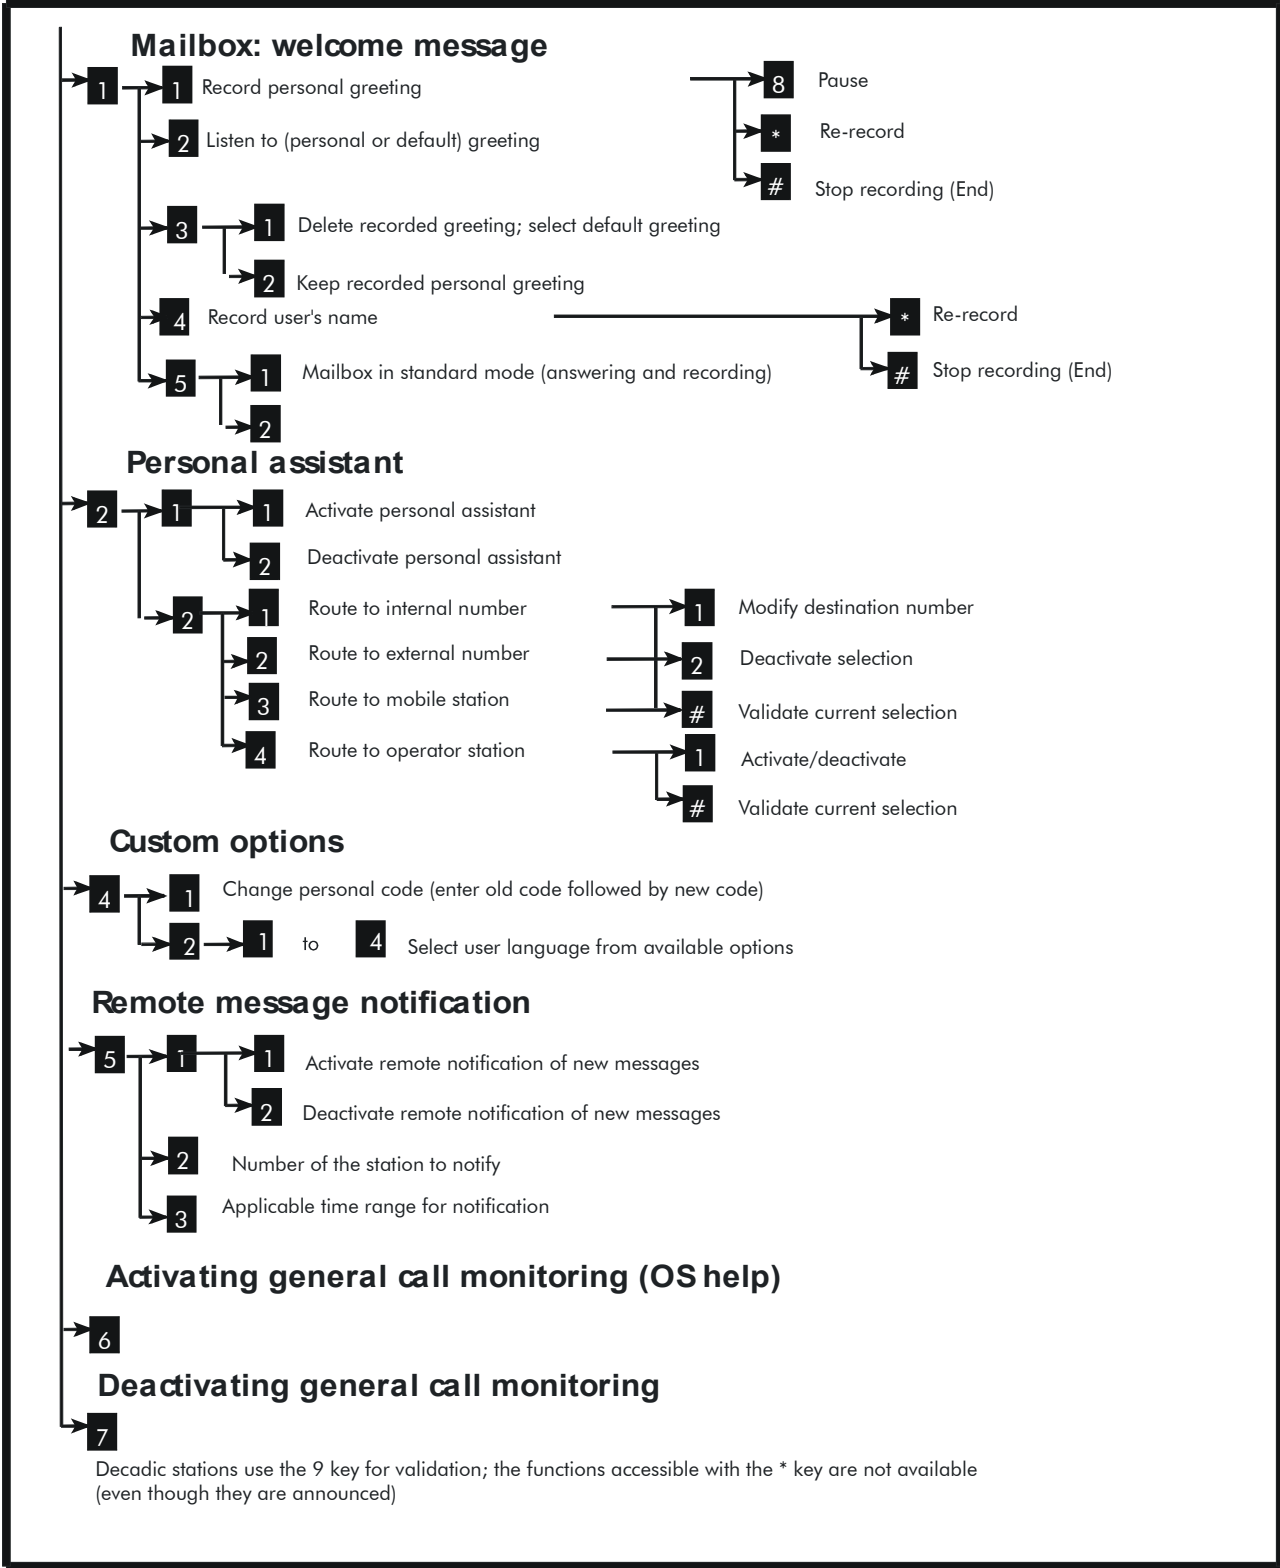 Mailbox: welcome message
1 1 Record personal greeting 8 Pause
2 Listen to (personal or default) greeting * Re-record
# Stop recording (End)
3 1 Delete recorded greeting; select default greeting
2 Keep recorded personal greeting
4 Record user's name * Re-record
5 1 Mailbox in standard mode (answering and recording) # Stop recording (End)
2
Personal assistant
2 1 1 Activate personal assistant
2 Deactivate personal assistant
2 1 Route to internal number 1 Modify destination number
2 Route to external number 2 Deactivate selection
3 Route to mobile station # Validate current selection
4 Route to operator station 1 Activate/deactivate
# Validate current selection
Custom options
4 1 Change personal code (enter old code followed by new code)
2 1 to 4 Select user language from available options
Remote message notification
5 1 1 Activate remote notification of new messages
2 Deactivate remote notification of new messages
2 Number of the station to notify
3 Applicable time range for notification
Activating general call monitoring (OS help)
6
Deactivating general call monitoring
7
Decadic stations use the 9 key for validation; the functions accessible with the * key are not available
(even though they are announced)